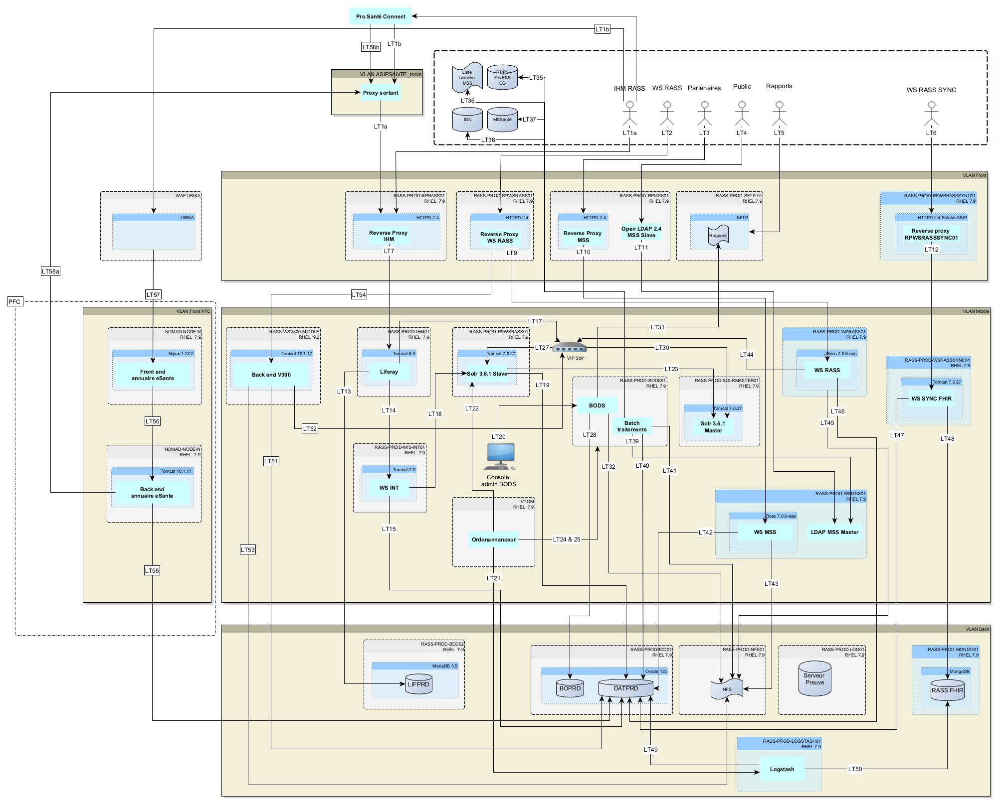 Pro Santé Connect
LT1b
LT58b
LT1b
VLAN ASIPSANTE_tools
Proxy sortant
LT1a
Liste
blanche
MSS
RPPS
FINESS
CG
LT35
LT36
IGN
MSSanté
LT37
LT38
IHM RASS
WS RASS
Partenaires
Public
Rapports
WS RASS SYNC
LT1a
LT2
LT3
LT4
LT5
LT6
VLAN Front
WAF UBIKA
UBIKA
RASS-PROD-RPRASS01
RHEL 7.9
HTTPD 2.4
Reverse Proxy
IHM
LT7
RASS-PROD-RPWSRASS01
RHEL 7.9
HTTPD 2.4
Reverse Proxy
WS RASS
LT9
RASS-PROD-RPMSS01
RHEL 7.9
HTTPD 2.4
Reverse Proxy
MSS
LT10
Open LDAP 2.4
MSS Slave
LT11
RASS-PROD-SFTP-01
RHEL 7.9
SFTP
Rapports
RASS-PROD-RPWSRASSSYNC01
RHEL 7.9
HTTPD 2.4 Patché ASIP
Reverse proxy
RPWSRASSSYNC01
LT12
LT58a
LT57
LT54
PFC
VLAN Front PFC
NOMAD-NODE-N
RHEL 7.9
Nginx 1.27.2
Front end
annuaire eSante
LT56
NOMAD-NODE-N
RHEL 7.9
Tomcat 10.1.17
Back end
annuaire eSante
LT55
VLAN Middle
RASS-WSV300-MIDDLE
RHEL 9.2
Tomcat 10.1.17
Back end V300
LT52
LT51
LT53
RASS-PROD-IHM01
RHEL 7.9
Tomcat 8.0
Liferay
LT13
LT14
LT17
LT18
RASS-PROD-RPWSRASS01
RHEL 7.9
Tomcat 7.0.27
Solr 3.6.1 Slave
LT22
LT27
VIP Solr
LT30
LT31
LT23
LT19
LT44
RASS-PROD-BODS01
RHEL 7.9
BODS
Batch
traitements
LT28
LT39
LT32
LT40
LT41
RASS-PROD-SOLRMASTER01
RHEL 7.9
Tomcat 7.0.27
Solr 3.6.1
Master
RASS-PROD-WSRASS01
RHEL 7.9
JBoss.7.0.6-eap
WS RASS
LT46
LT45
RASS-PROD-WSRASSSYNC01
RHEL 7.9
Tomcat 7.0.27
WS SYNC FHIR
LT47
LT48
LT20
Console
admin BODS
RASS-PROD-IWS-INT01
RHEL 7.9
Tomcat 7.0
WS INT
LT15
VTOM
RHEL 7.9
Ordonannanceur
LT24 & 25
LT21
RASS-PROD-WSMSS01
RHEL 7.9
JBoss 7.0.6-eap
WS MSS
LDAP MSS Master
LT42
LT43
VLAN Back
RASS-PROD-BDD02
RHEL 7.9
MariaDB 5.5
LIFPRD
RASS-PRODBDD01
RHEL 7.9
Oracle 12c
BOPRD
DATPRD
RASS-PROD-NFS01
RHEL 7.9
NFS
RASS-PROD-LOG01
RHEL 7.9
Serveur
Preuve
RASS-PROD-MONGO01
RHEL 7.9
MongoDB
RASS FHIR
LT49
RASS-PROD-LOGSTASH01
RHEL 7.9
Logstash
LT50